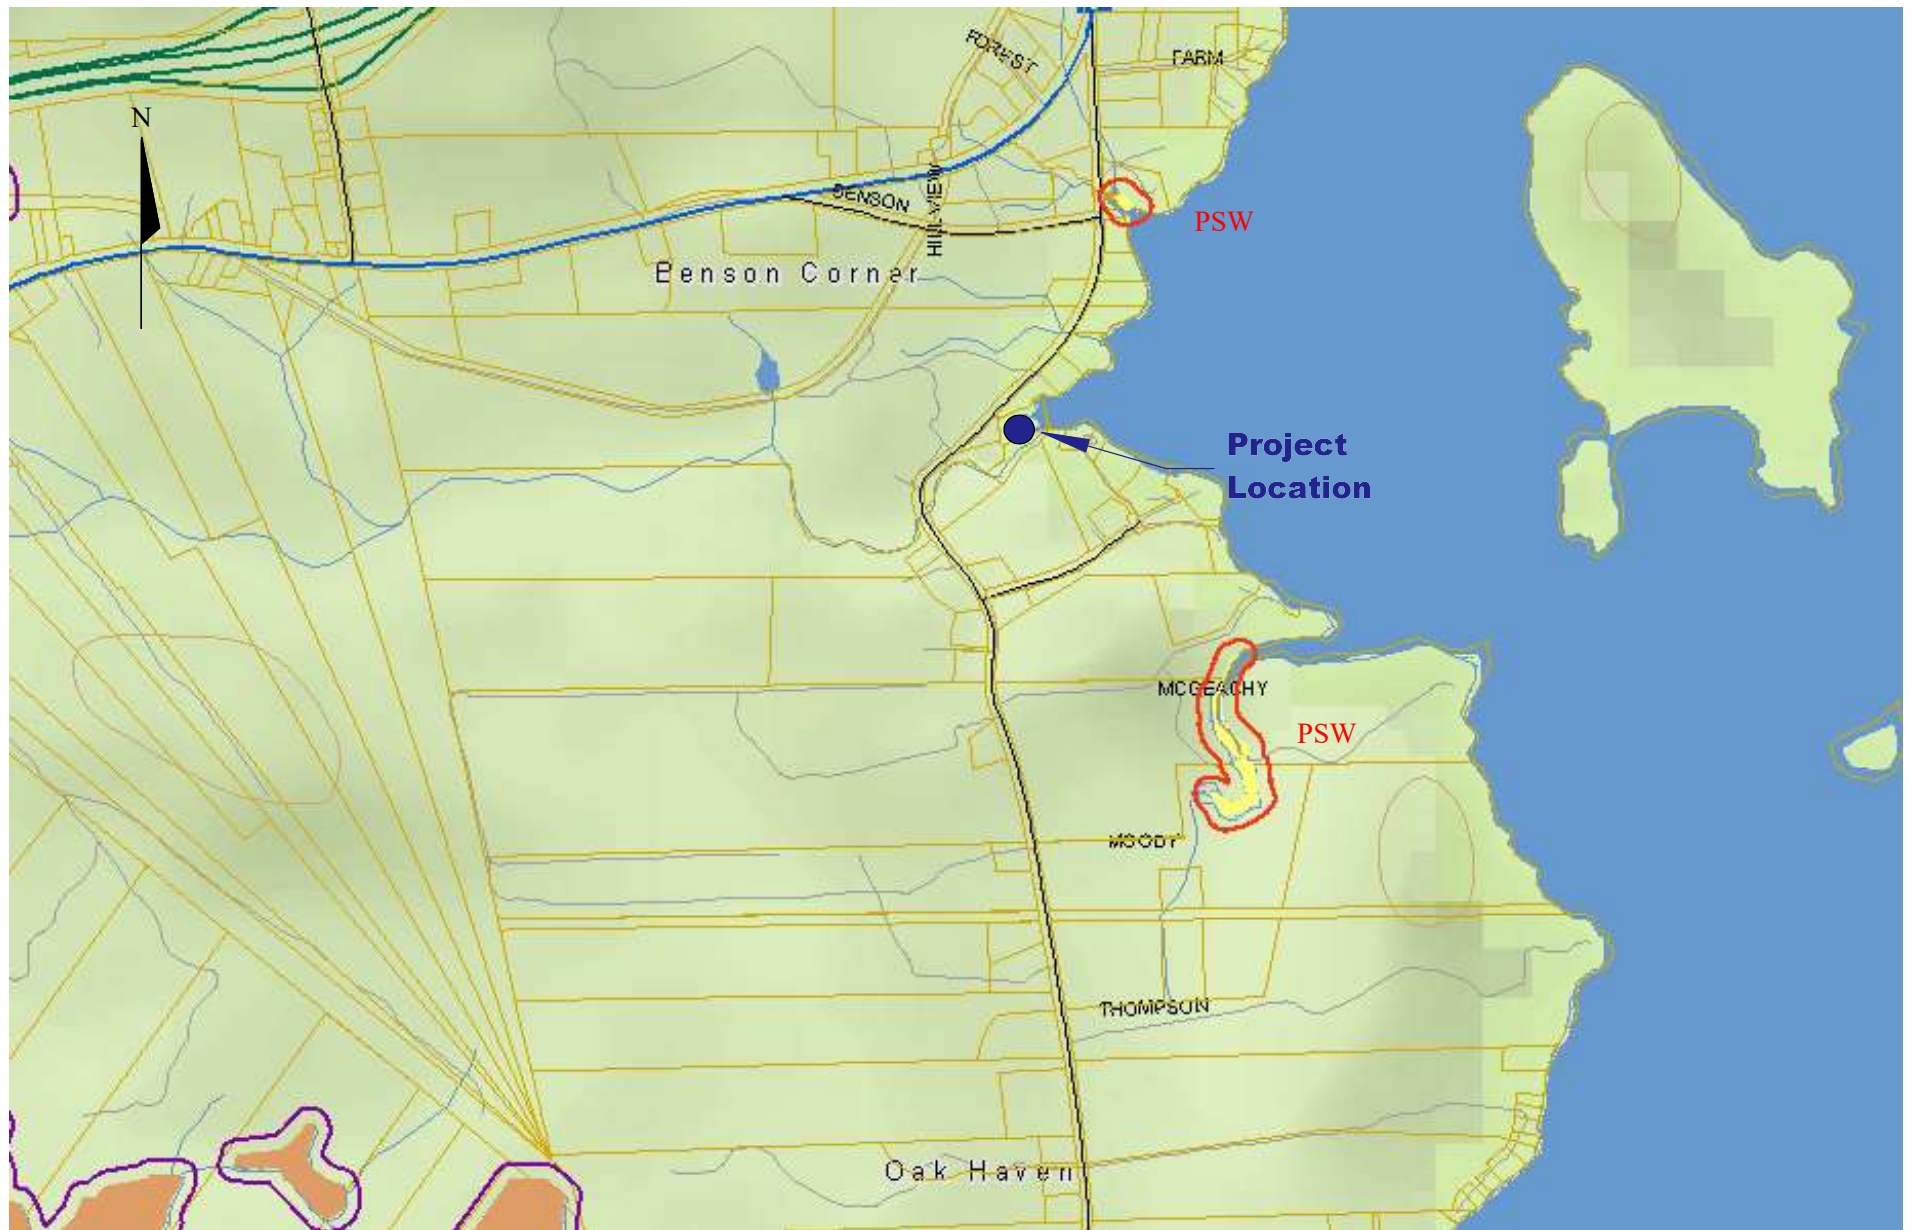 FOREST
FARM
N
BENSON
HILLVIEW
PSW
Benson Corner
Project
Location
MCGEACHY
PSW
MOODY
THOMPSON
Oak Haven